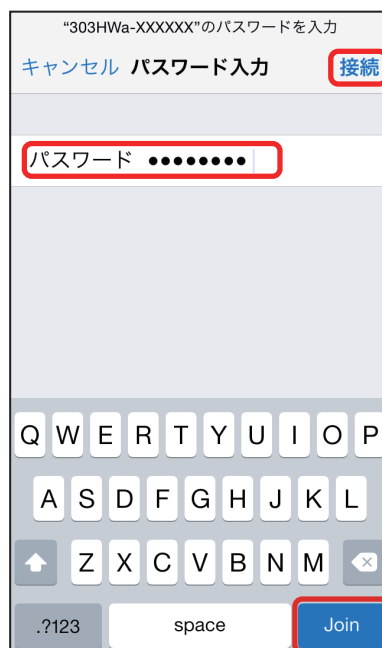 “303HWa-XXXXXX”のパスワードを入力
キャンセル パスワード入力 接続
パスワード ●●●●●●●●
Q W E R T Y U I O P
A S D F G H J K L
Z X C V B N M
.?123 space Join